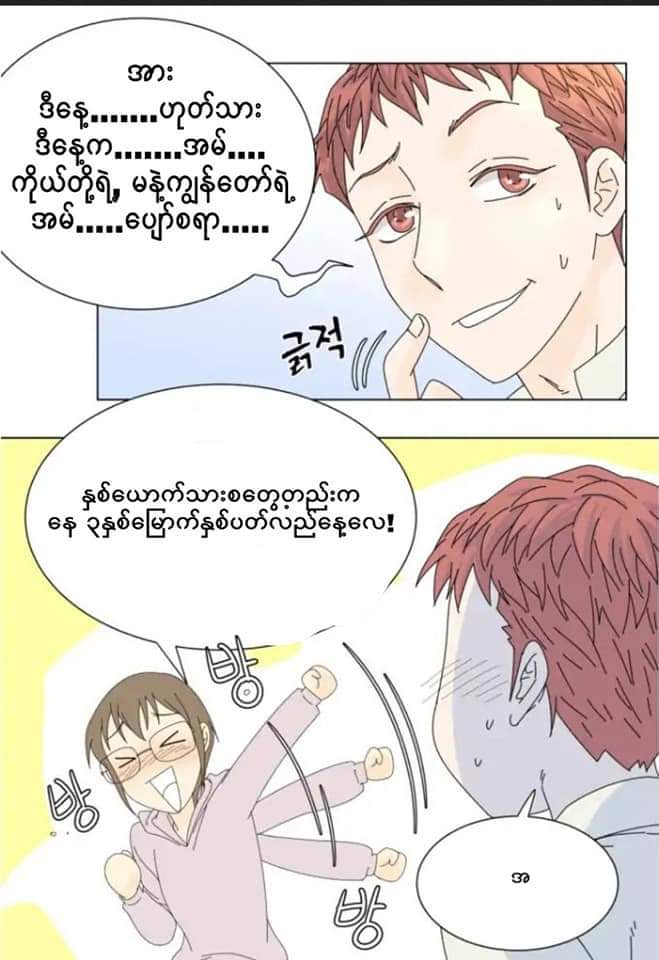 အား
ဒီနေ့.......ဟုတ်သား
ဒီနေ့က.......အမ်....
ကိုယ်တို့ရဲ့, မနဲ့ကျွန်တော်ရဲ့
အမ်.....ပျော်စရာ.....
긁적
နှစ်ယောက်သားစတွေ့တည်းက
နေ ၃နှစ်မြောက်နှစ်ပတ်လည်နေ့လေ!
방
방
방
အ